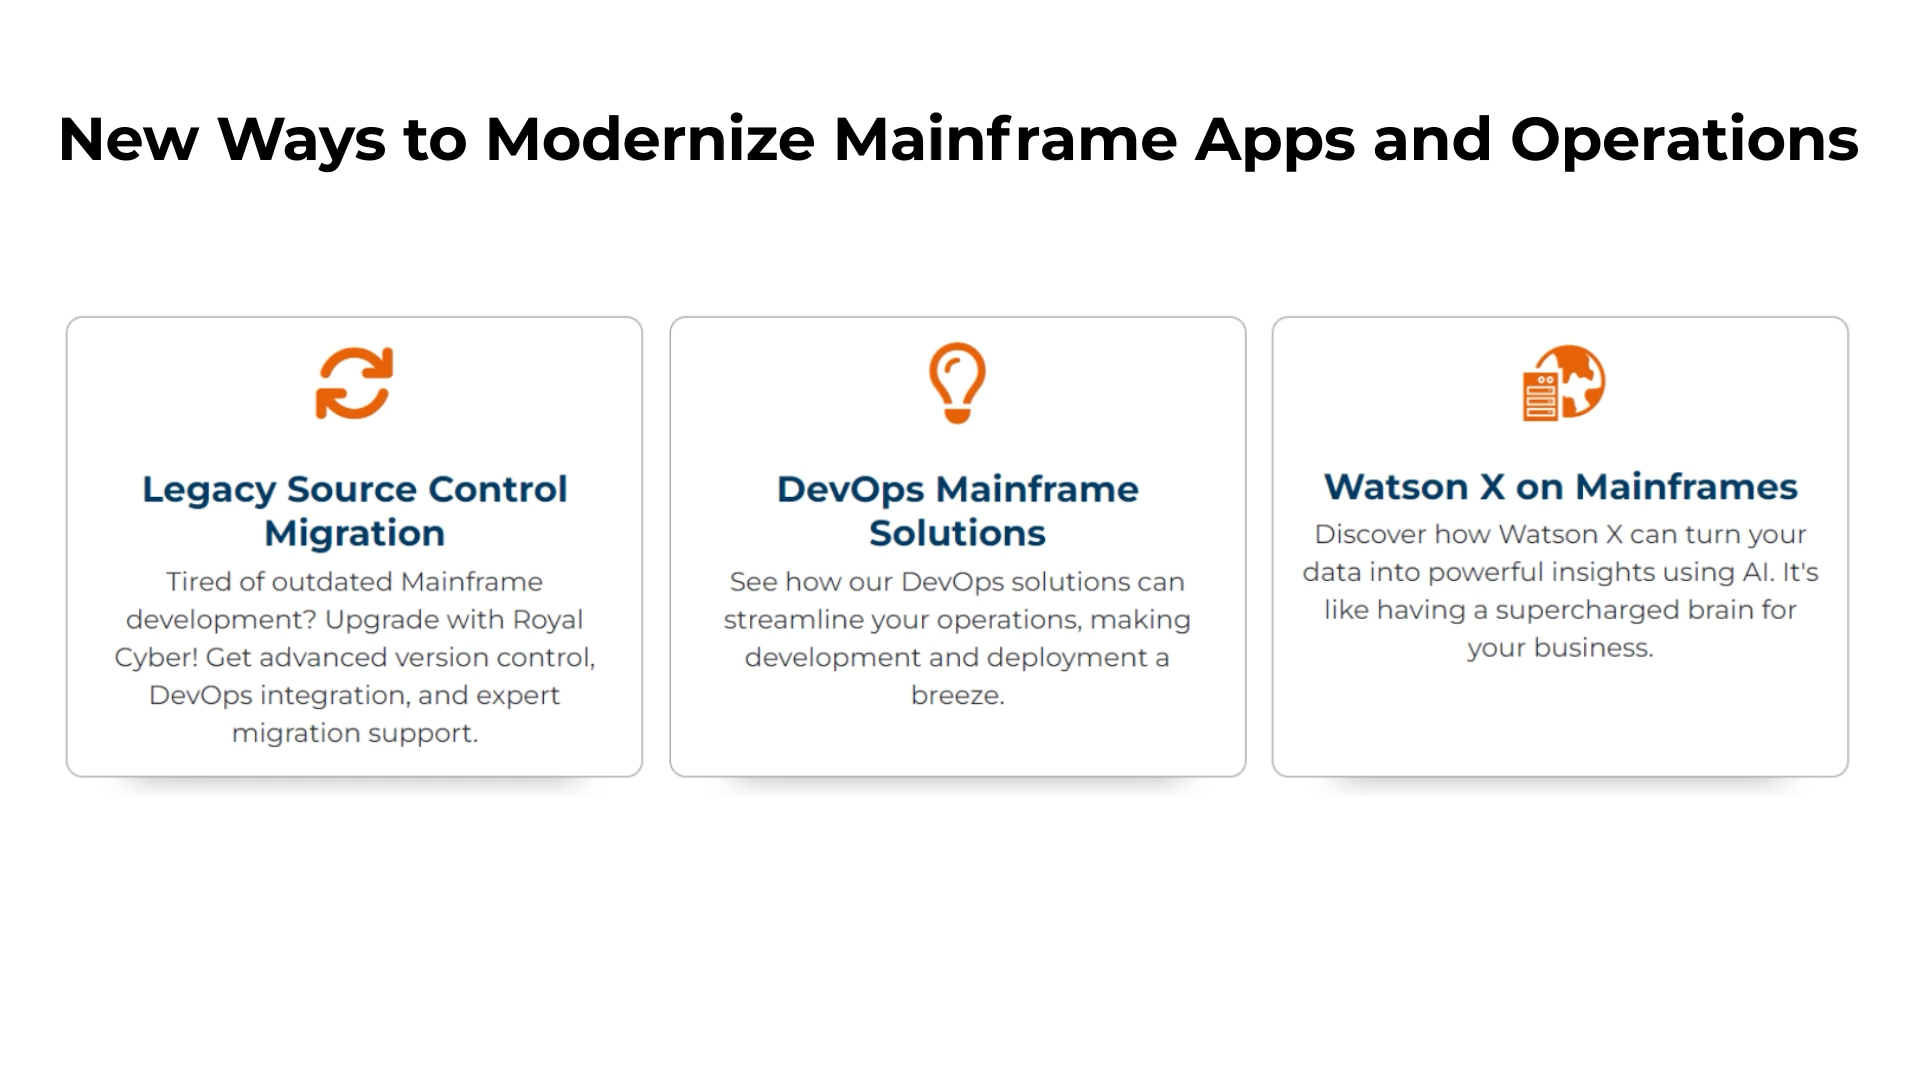 New Ways to Modernize Mainframe Apps and Operations
Legacy Source Control
Migration
Tired of outdated Mainframe
development? Upgrade with Royal
Cyber! Get advanced version control,
DevOps integration, and expert
migration support.
DevOps Mainframe
Solutions
See how our DevOps solutions can
streamline your operations, making
development and deployment a
breeze.
Watson X on Mainframes
Discover how Watson X can turn your
data into powerful insights using AI. It's
like having a supercharged brain for
your business.